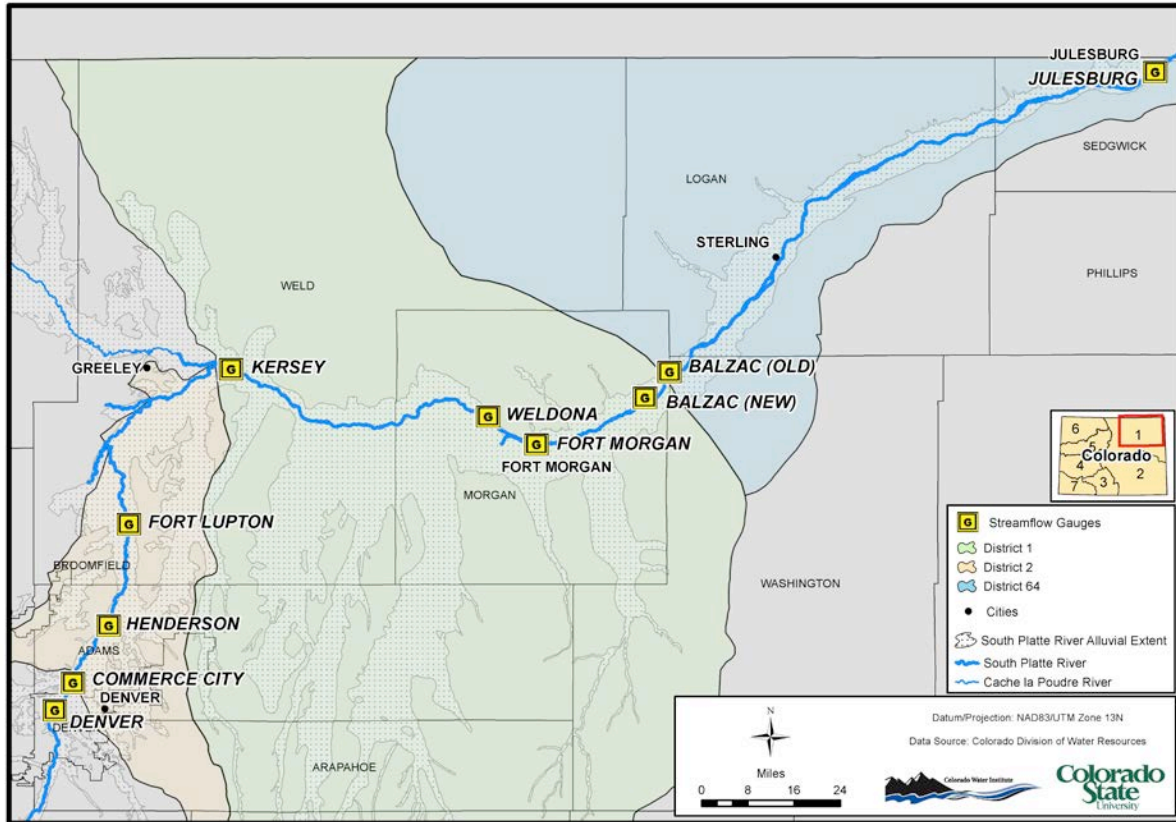 JULESBURG
JULESBURG
SEDGWICK
LOGAN
STERLING
PHILLIPS
WELD
GREELEY
G KERSEY
G BALZAC (OLD)
G BALZAC (NEW)
G WELDONA
G FORT MORGAN
FORT MORGAN
MORGAN
G FORT LUPTON
BROOMFIELD
WASHINGTON
G HENDERSON
ADAMS
G COMMERCE CITY
DENVER
G DENVER
ARAPAHOE
G
6
1
5
Colorado
4
2
7
3
G Streamflow Gauges
District 1
District 2
District 64
Cities
South Platte River Alluvial Extent
South Platte River
Cache la Poudre River
N
Miles
0 8 16 24
Datum/Projection: NAD83/UTM Zone 13N
Data Source: Colorado Division of Water Resources
Colorado Water Institute
Colorado
State
University